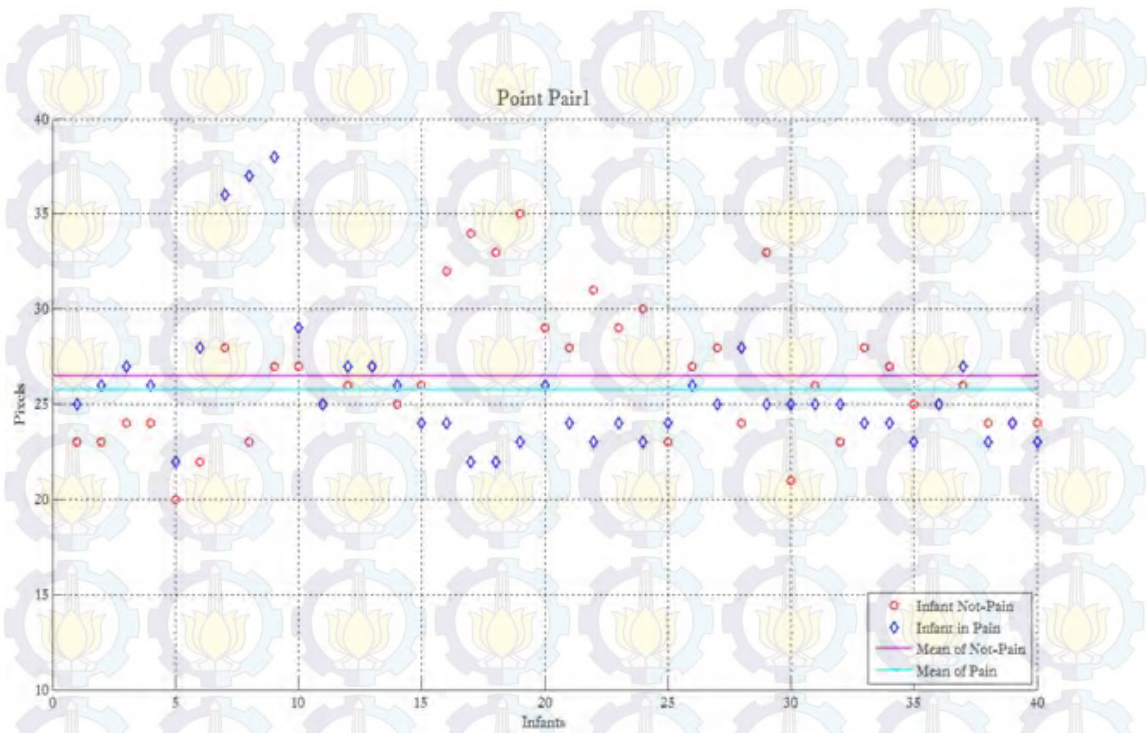 Point Pair1
40
35
30
25
20
15
10
Pixels
0 5 10 15 20 25 30 35 40
Infants
Infant Not-Pain
Infant in Pain
Mean of Not-Pain
Mean of Pain